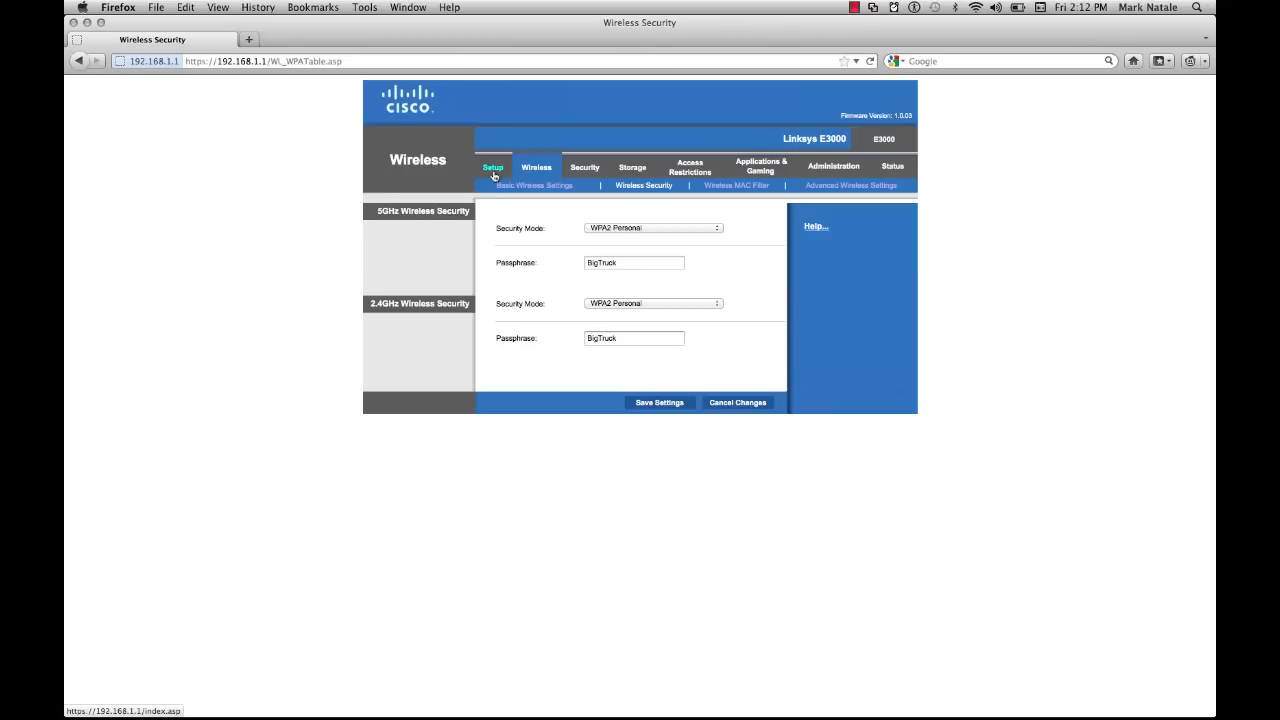 Firefox File Edit View History Bookmarks Tools Window Help Fri 2:12 PM Mark Natale
Wireless Security
Wireless Security +
192.168.1.1 https://192.168.1.1/WL_WPATable.asp Google
CISCO.
Firmware Version: 1.0.03
Linksys E3000 E3000
Wireless
Setup Wireless Security Storage Access Restrictions Applications & Gaming Administration Status
Basic Wireless Settings | Wireless Security | Wireless MAC Filter | Advanced Wireless Settings
5GHz Wireless Security
Security Mode: WPA2 Personal
Help...
Passphrase: BigTruck
2.4GHz Wireless Security
Security Mode: WPA2 Personal
Passphrase: BigTruck
Save Settings Cancel Changes
https://192.168.1.1/index.asp